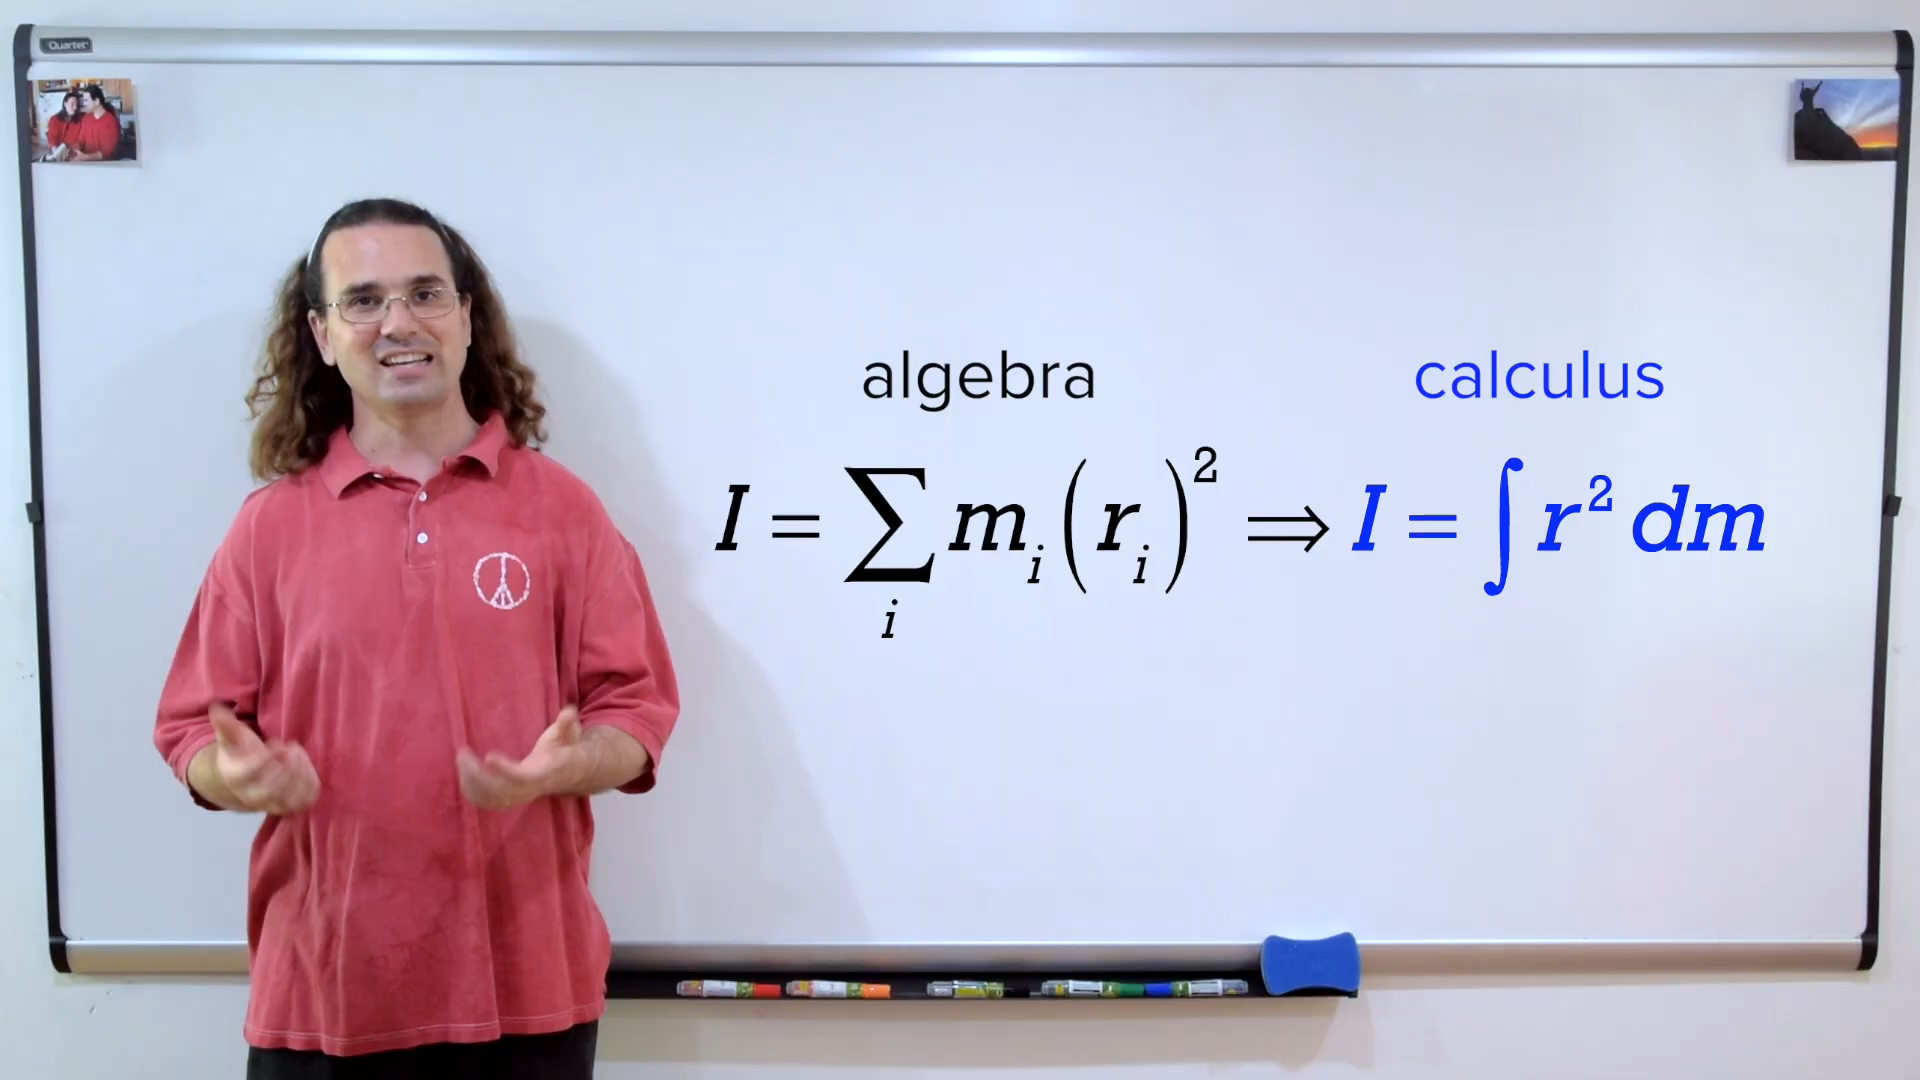 Quartet
algebra
calculus
I = ∑ᵢ mᵢ(rᵢ)² ⟹ I = ∫ r² dm